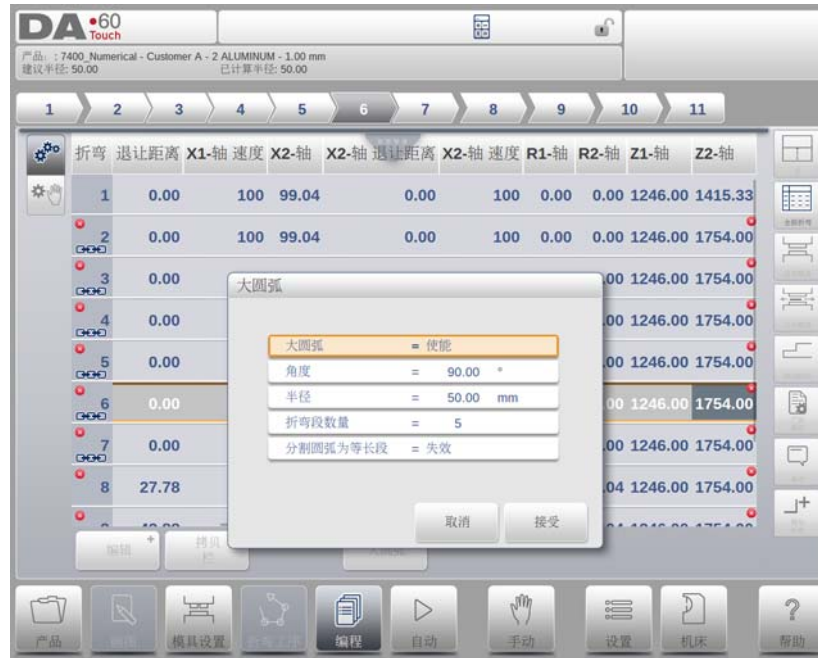 DA•60
Touch
产品: : 7400_Numerical - Customer A - 2 ALUMINUM - 1.00 mm
建议半径: 50.00 已计算半径: 50.00
1 2 3 4 5 6 7 8 9 10 11
折弯 退让距离 X1-轴 速度 X2-轴 X2-轴 退让距离 X2-轴 速度 R1-轴 R2-轴 Z1-轴 Z2-轴
1 0.00 100 99.04 0.00 100 0.00 0.00 1246.00 1415.33
2 0.00 100 99.04 0.00 100 0.00 0.00 1246.00 1754.00
3 0.00 .00 1246.00 1754.00
4 0.00 .00 1246.00 1754.00
5 0.00 .00 1246.00 1754.00
6 0.00 .00 1246.00 1754.00
7 0.00 .00 1246.00 1754.00
8 27.78 .04 1246.00 1754.00
大圆弧
大圆弧 = 使能
角度 = 90.00 °
半径 = 50.00 mm
折弯段数量 = 5
分割圆弧为等长段 = 失效
取消 接受
编辑 + 拷贝
栏
大圆弧
产品 模具设置 编程 自动 手动 设置 机床 ? 帮助